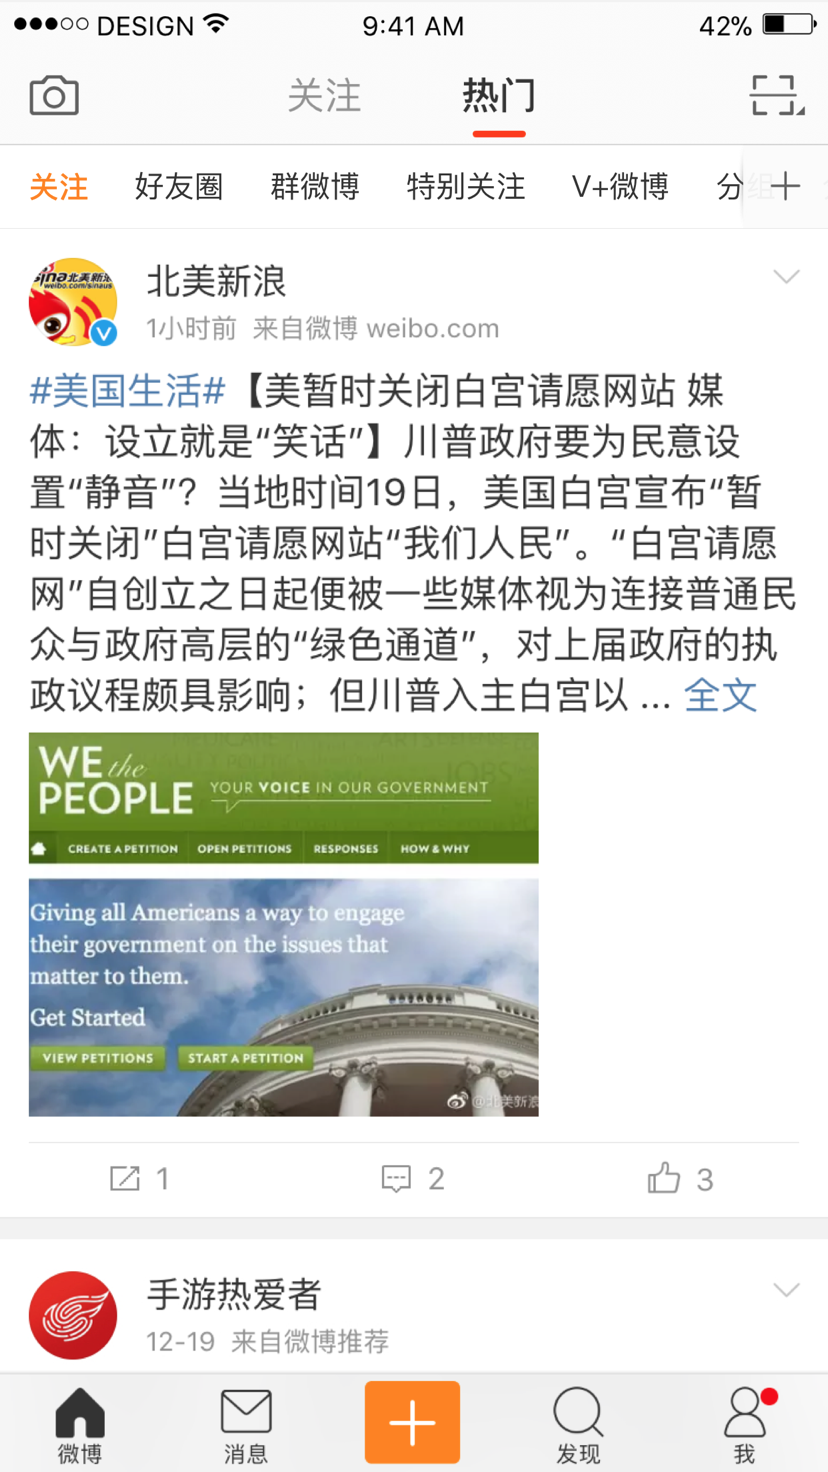 DESIGN 9:41 AM 42%
关注 热门
关注 好友圈 群微博 特别关注 V+微博 分组
sina北美新浪
weibo.com/sinaus
北美新浪
1小时前 来自微博 weibo.com
#美国生活#【美暂时关闭白宫请愿网站 媒
体：设立就是“笑话”】川普政府要为民意设
置“静音”？当地时间19日，美国白宫宣布“暂
时关闭”白宫请愿网站“我们人民”。“白宫请愿
网”自创立之日起便被一些媒体视为连接普通民
众与政府高层的“绿色通道”，对上届政府的执
政议程颇具影响；但川普入主白宫以 ... 全文
WE the
PEOPLE
YOUR VOICE IN OUR GOVERNMENT
CREATE A PETITION OPEN PETITIONS RESPONSES HOW & WHY
Giving all Americans a way to engage
their government on the issues that
matter to them.
Get Started
VIEW PETITIONS START A PETITION
@北美新浪
1 2 3
手游热爱者
12-19 来自微博推荐
微博 消息 发现 我